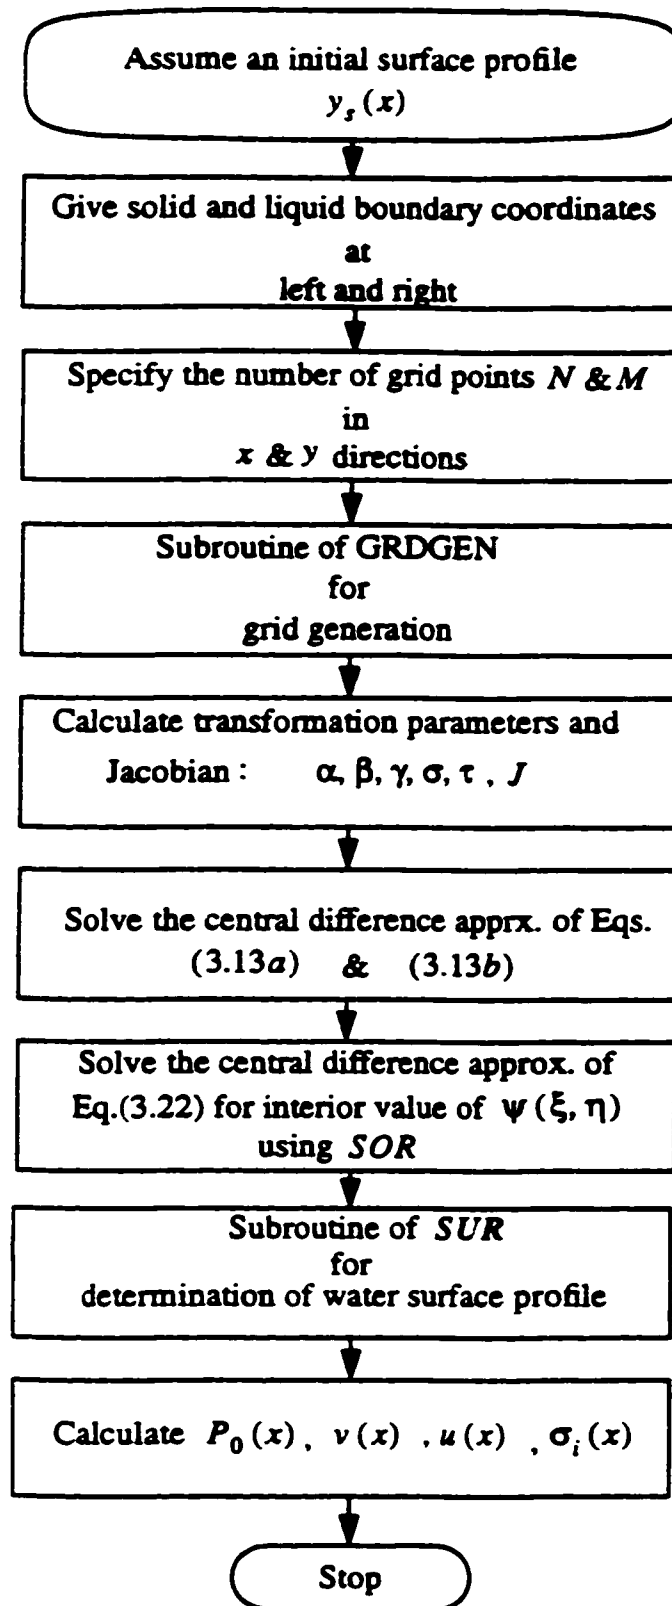 Assume an initial surface profile
y_s (x)
Give solid and liquid boundary coordinates
at
left and right
Specify the number of grid points N & M
in
x & y directions
Subroutine of GRDGEN
for
grid generation
Calculate transformation parameters and
Jacobian : α, β, γ, σ, τ , J
Solve the central difference apprx. of Eqs.
(3.13a) & (3.13b)
Solve the central difference approx. of
Eq.(3.22) for interior value of ψ (ξ, η)
using SOR
Subroutine of SUR
for
determination of water surface profile
Calculate P_0 (x) , v (x) , u (x) , σ_i (x)
Stop